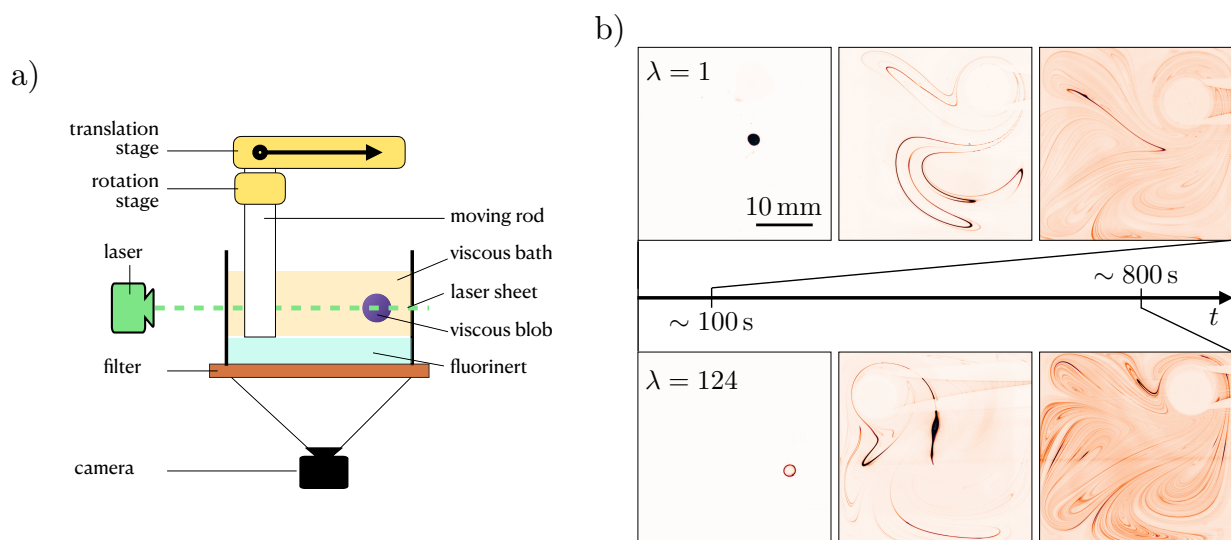 a)
translation
stage
rotation
stage
moving rod
viscous bath
laser
laser sheet
viscous blob
filter
fluorinert
camera
b)
λ = 1
10 mm
∼ 100 s
∼ 800 s
t
λ = 124